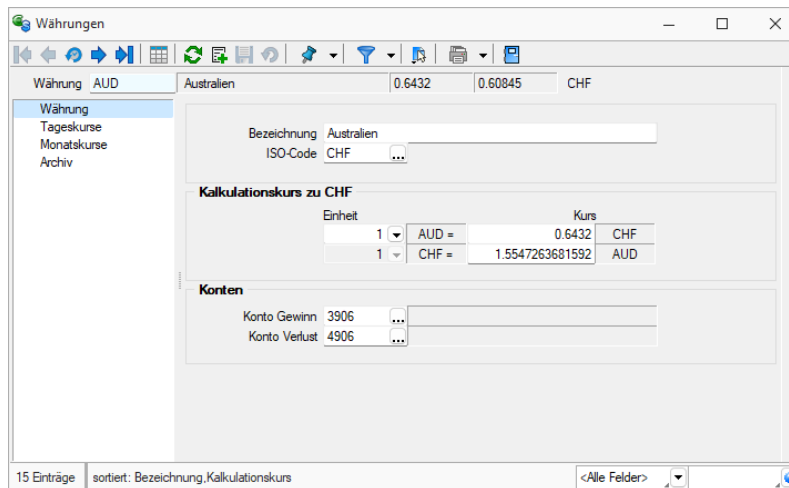 Währungen
Währung AUD Australien 0.6432 0.60845 CHF
Währung
Tageskurse
Monatskurse
Archiv
Bezeichnung Australien
ISO-Code CHF ...
Kalkulationskurs zu CHF
Einheit Kurs
1 AUD = 0.6432 CHF
1 CHF = 1.5547263681592 AUD
Konten
Konto Gewinn 3906 ...
Konto Verlust 4906 ...
15 Einträge sortiert: Bezeichnung,Kalkulationskurs <Alle Felder>